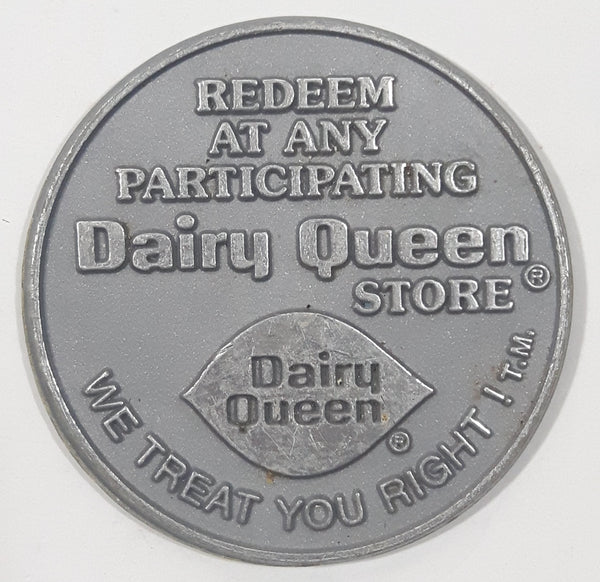 REDEEM
AT ANY
PARTICIPATING
Dairy Queen
STORE ®
Dairy
Queen ®
WE TREAT YOU RIGHT! T.M.